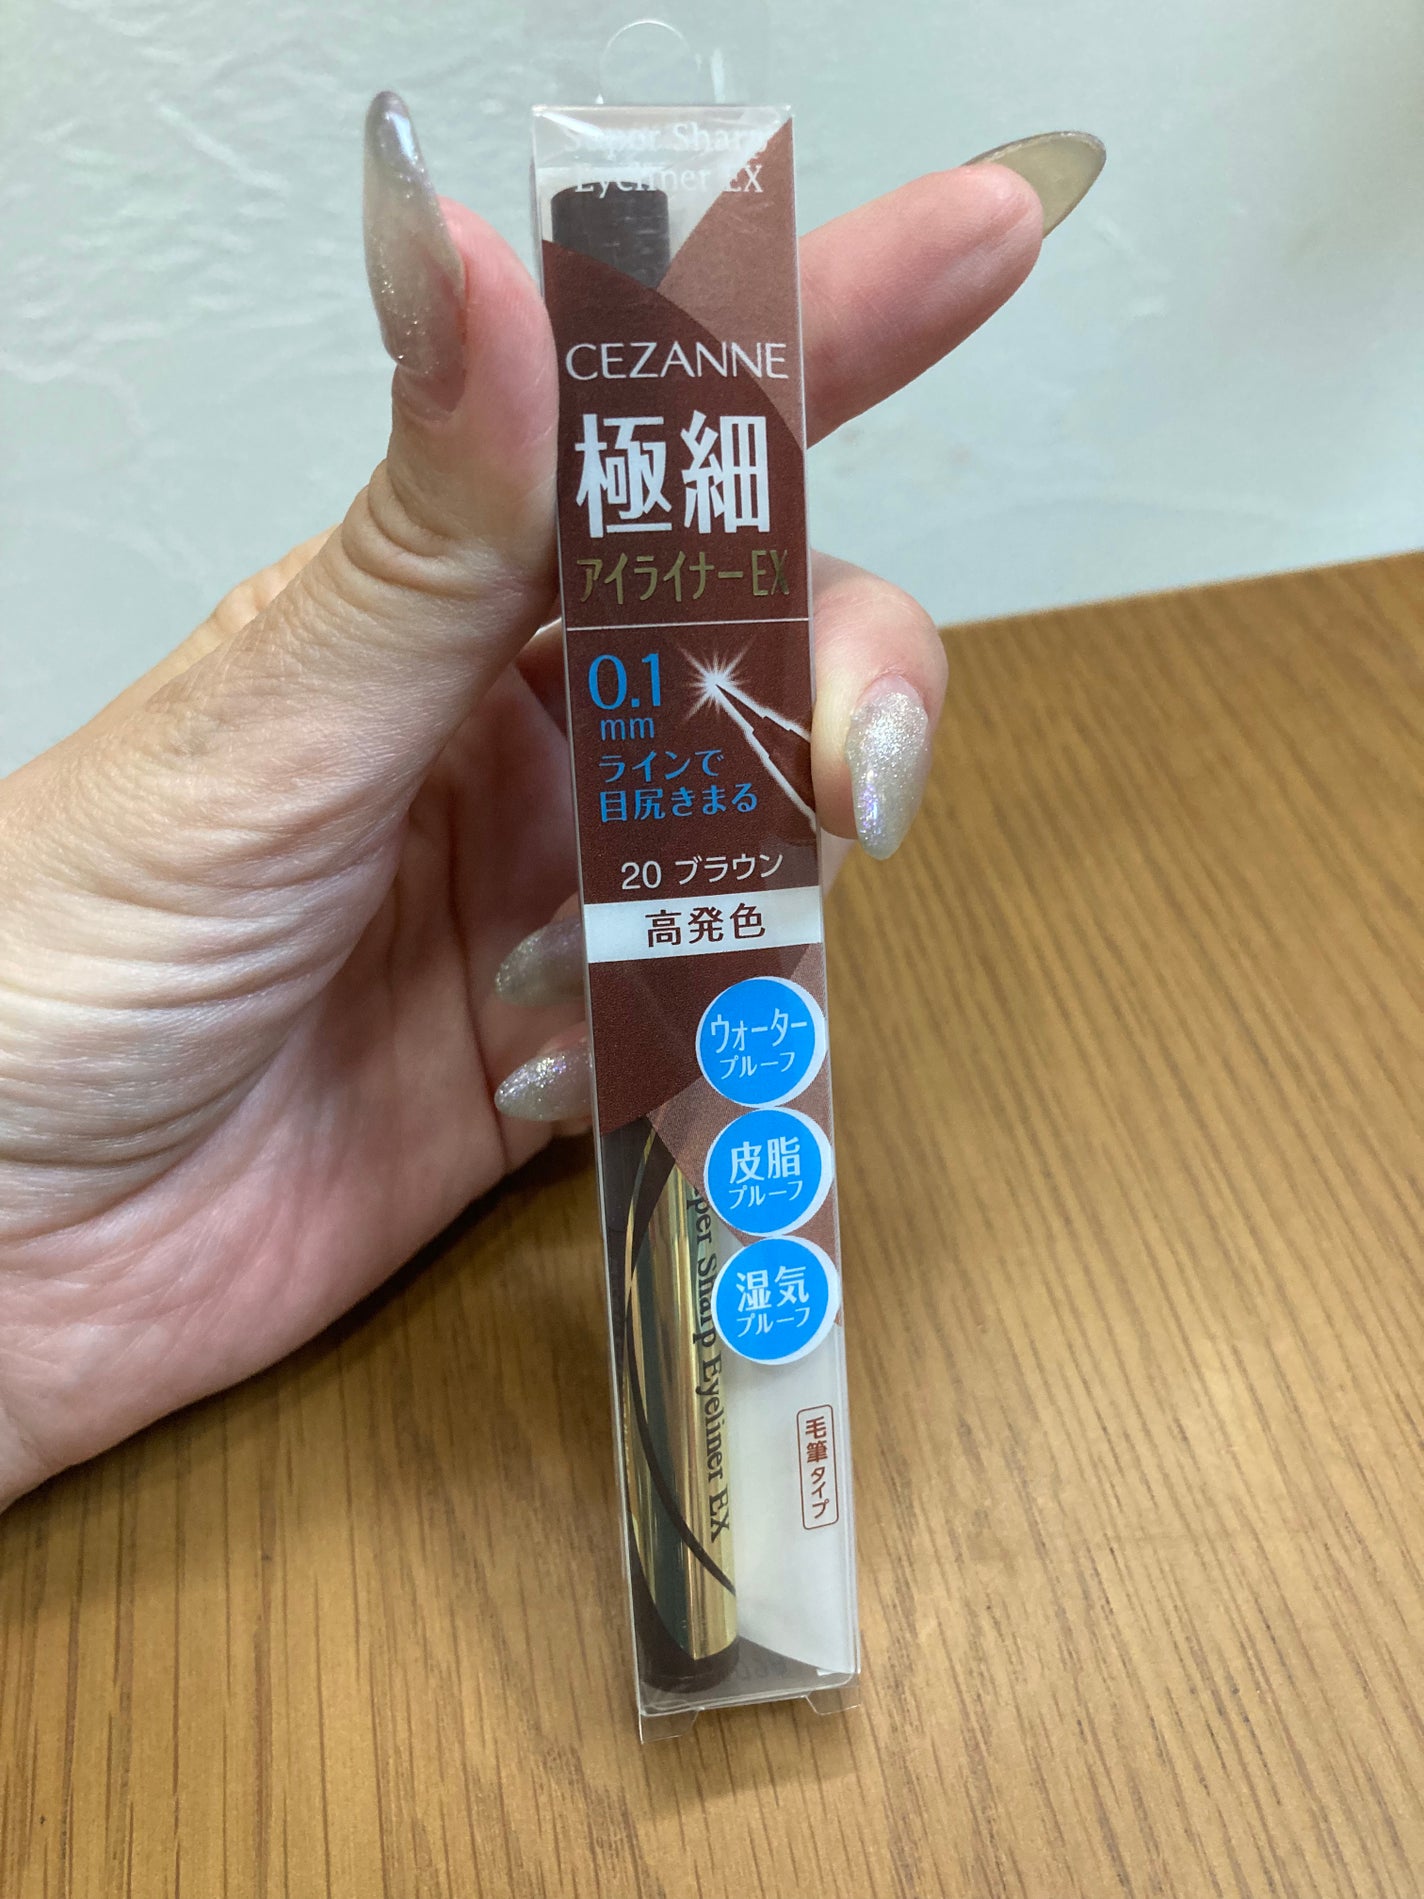 Super Sharp
Eyeliner EX
CEZANNE
極細
アイライナーEX
0.1
mm
ラインで
目尻きまる
20 ブラウン
高発色
ウォーター
プルーフ
皮脂
プルーフ
湿気
プルーフ
Sharp Eyeliner EX
毛筆タイプ